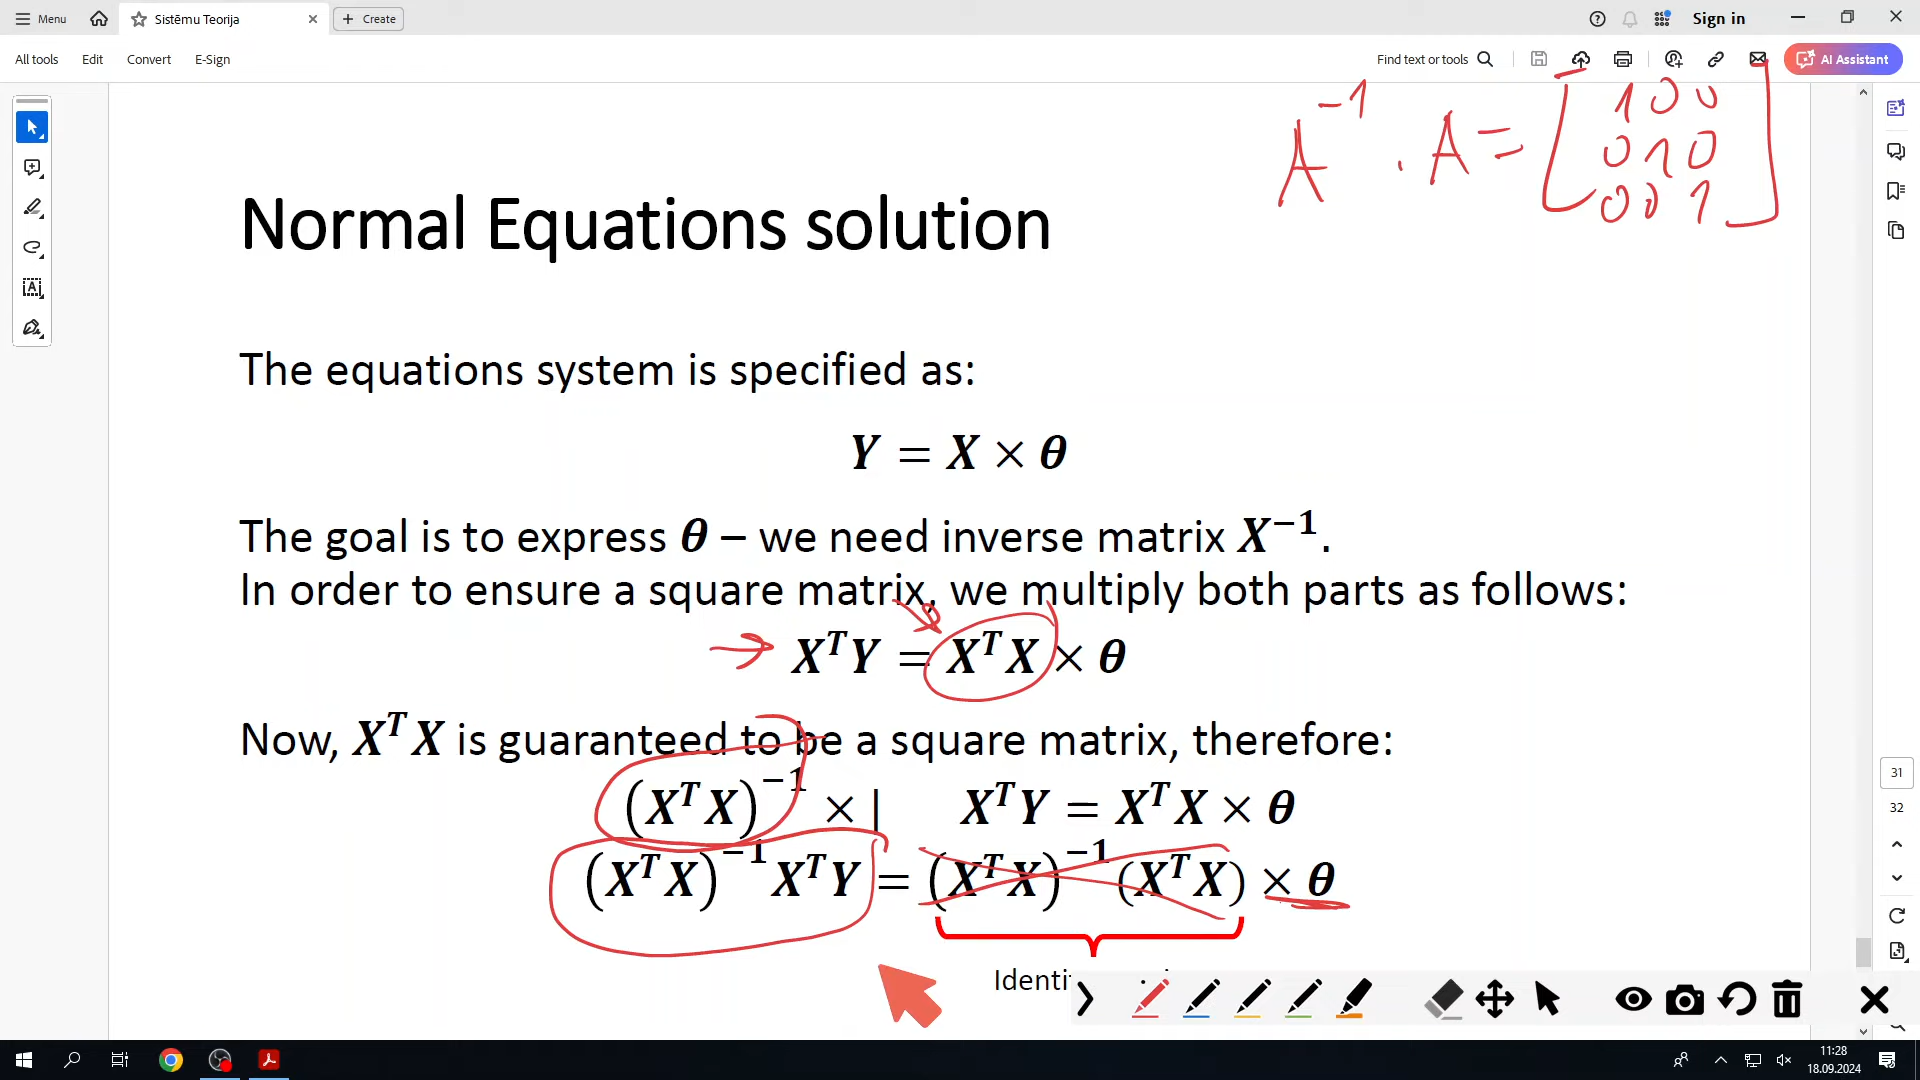 Menu Sistēmu Teorija Create Sign in
All tools Edit Convert E-Sign Find text or tools AI Assistant
A⁻¹ · A = [1 0 0
0 1 0
0 0 1]
Normal Equations solution
The equations system is specified as:
Y = X × θ
The goal is to express θ – we need inverse matrix X⁻¹.
In order to ensure a square matrix, we multiply both parts as follows:
XᵀY = XᵀX × θ
Now, XᵀX is guaranteed to be a square matrix, therefore:
(XᵀX)⁻¹ × | XᵀY = XᵀX × θ
(XᵀX)⁻¹XᵀY = (XᵀX)⁻¹(XᵀX) × θ
31
32
11:28
18.09.2024